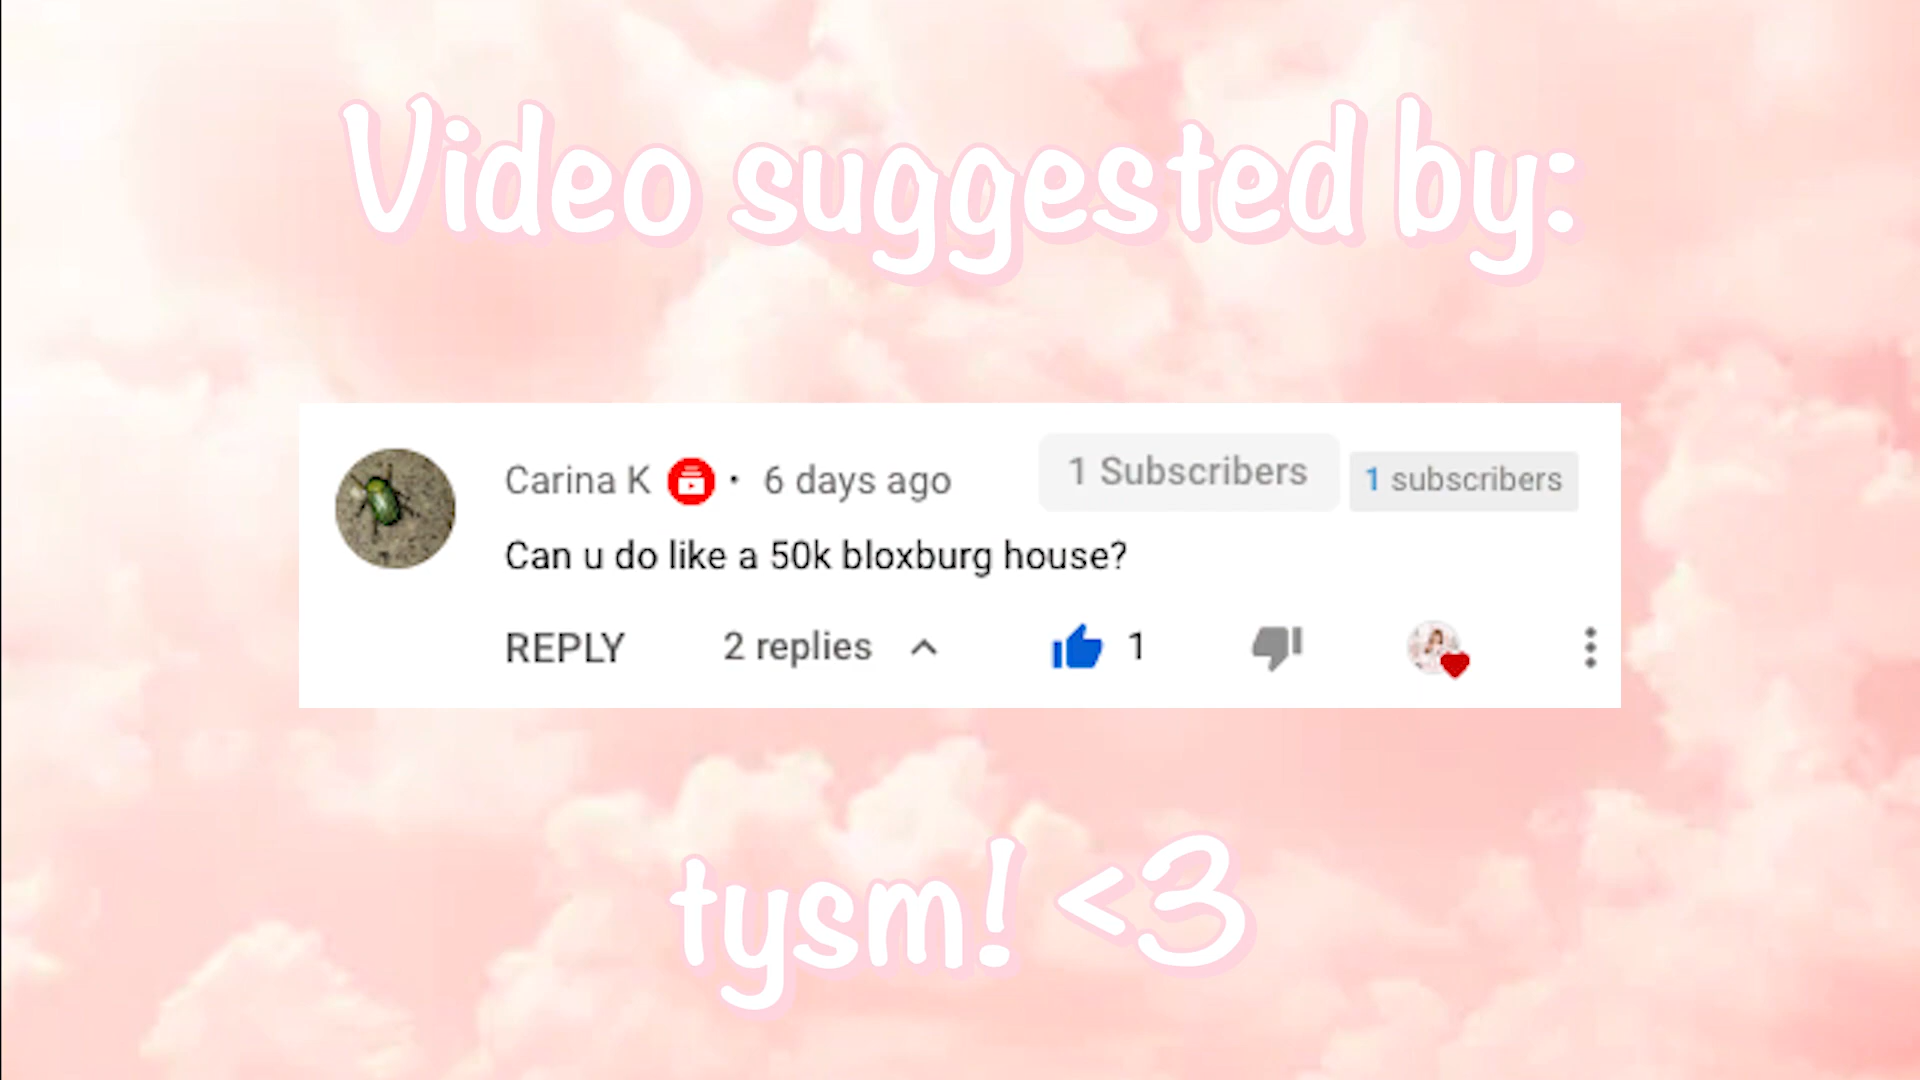 Video suggested by:
Carina K · 6 days ago 1 Subscribers 1 subscribers
Can u do like a 50k bloxburg house?
REPLY 2 replies 1
tysm! <3